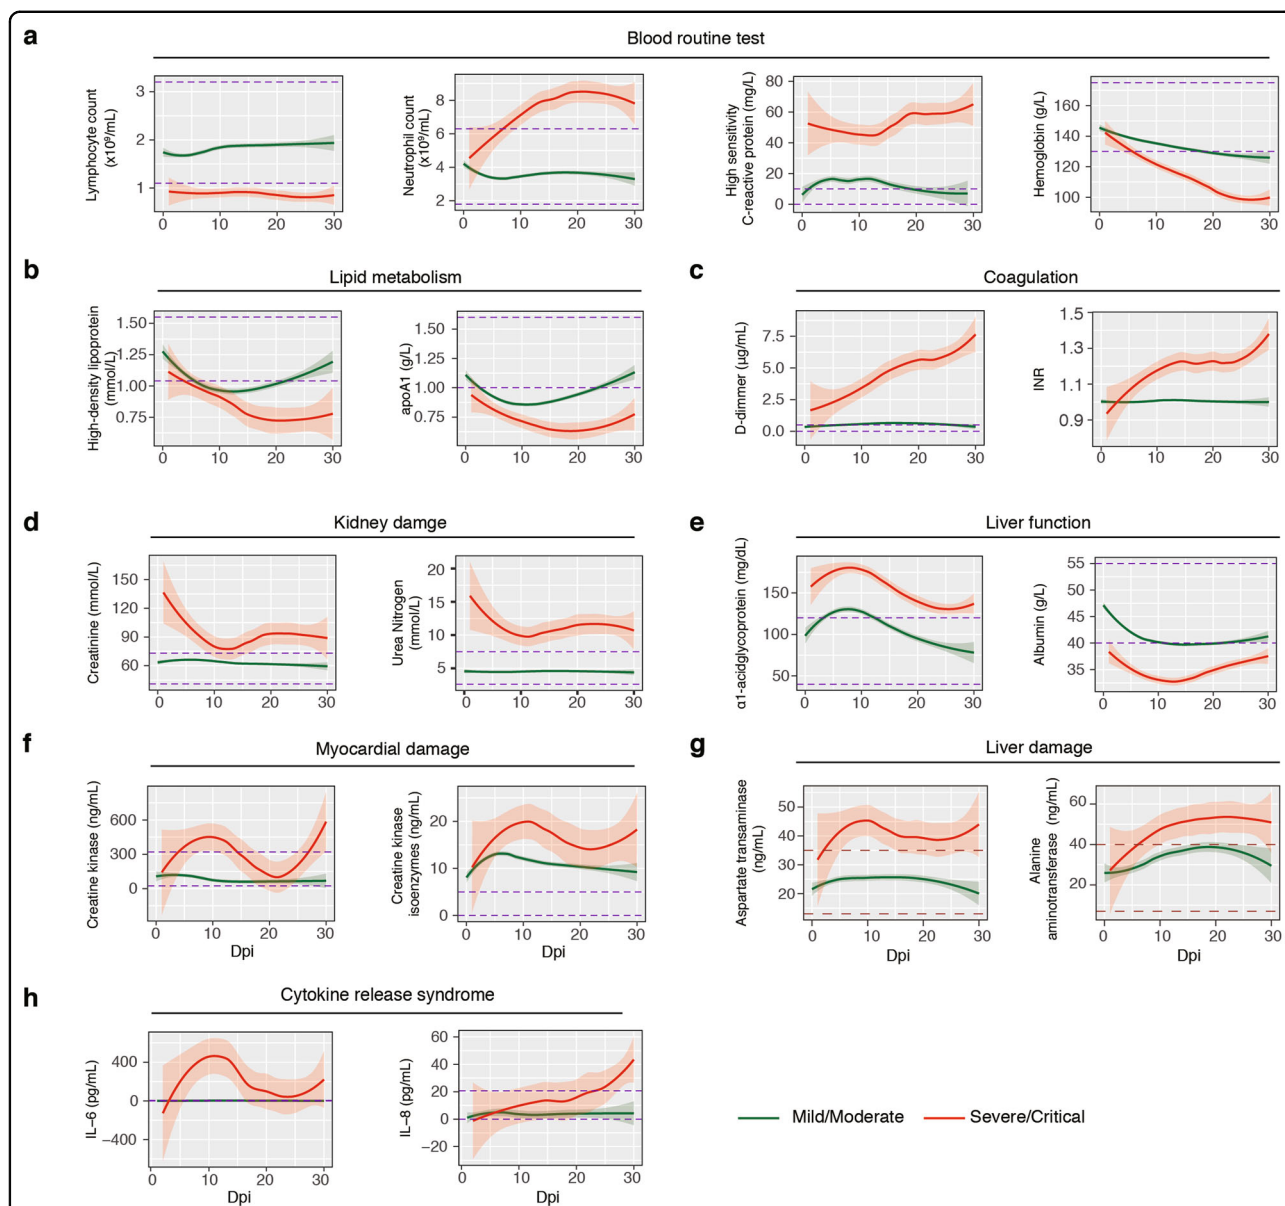 a
Blood routine test
Lymphocyte count
(x10⁹/mL)
3
2
1
0 10 20 30
Neutrophil count
(x10⁹/mL)
8
6
4
2
0 10 20 30
High sensitivity
C-reactive protein (mg/L)
80
60
40
20
0
0 10 20 30
Hemoglobin (g/L)
160
140
120
100
0 10 20 30
b
Lipid metabolism
High-density lipoprotein
(mmol/L)
1.50
1.25
1.00
0.75
0 10 20 30
apoA1 (g/L)
1.50
1.25
1.00
0.75
0 10 20 30
c
Coagulation
D-dimmer (μg/mL)
7.5
5.0
2.5
0.0
0 10 20 30
INR
1.5
1.3
1.1
0.9
0 10 20 30
d
Kidney damge
Creatinine (mmol/L)
150
120
90
60
0 10 20 30
Urea Nitrogen
(mmol/L)
20
15
10
5
0 10 20 30
e
Liver function
α1-acidglycoprotein (mg/dL)
150
100
50
0 10 20 30
Albumin (g/L)
55
50
45
40
35
0 10 20 30
f
Myocardial damage
Creatine kinase (ng/mL)
600
300
0
0 10 20 30
Dpi
Creatine kinase
isoenzymes (ng/mL)
20
10
0
0 10 20 30
Dpi
g
Liver damage
Aspartate transaminase
(ng/mL)
50
40
30
20
0 10 20 30
Dpi
Alanine
aminotransferase (ng/mL)
60
40
20
0 10 20 30
Dpi
h
Cytokine release syndrome
IL−6 (pg/mL)
400
0
−400
0 10 20 30
Dpi
IL−8 (pg/mL)
60
40
20
0
−20
0 10 20 30
Dpi
Mild/Moderate
Severe/Critical